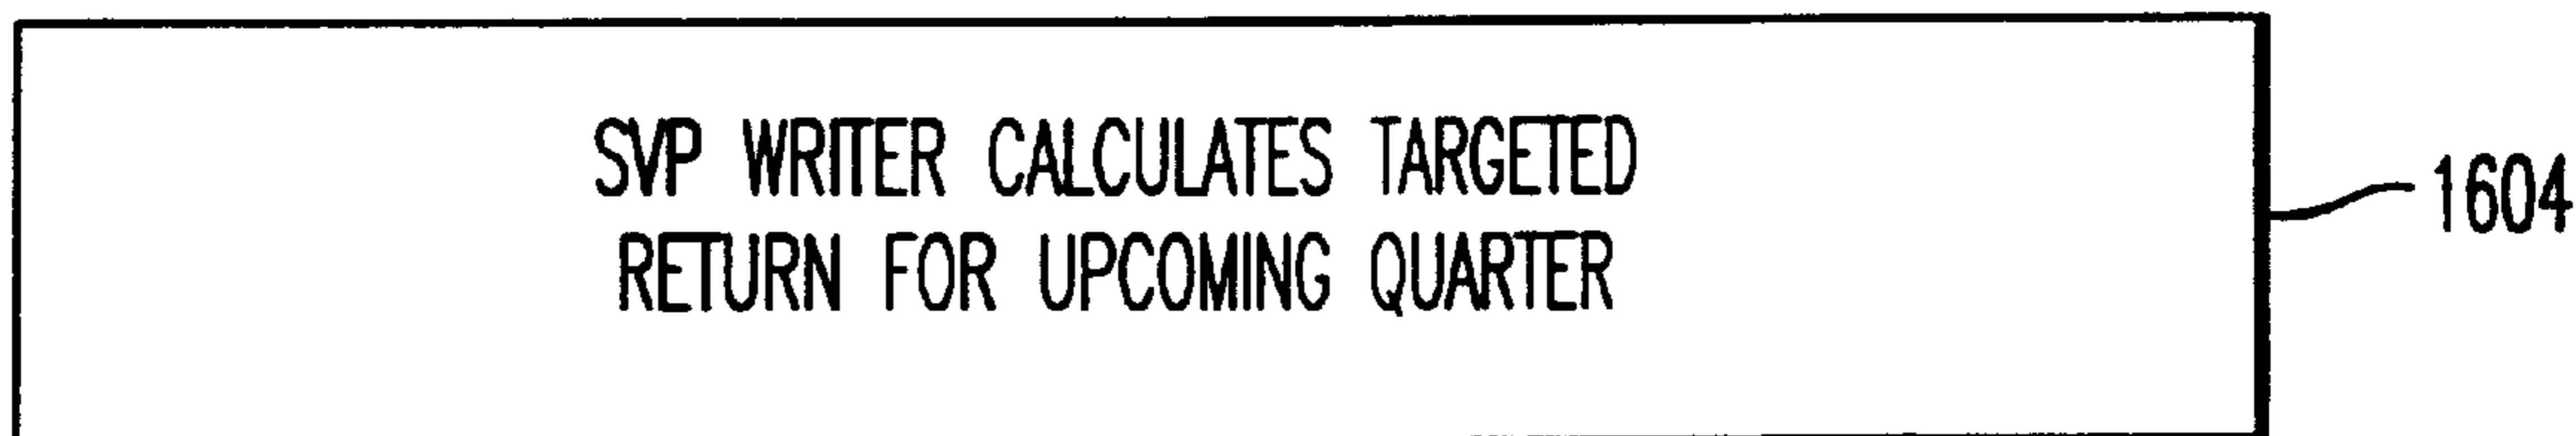 SVP WRITER CALCULATES TARGETED
RETURN FOR UPCOMING QUARTER
1604